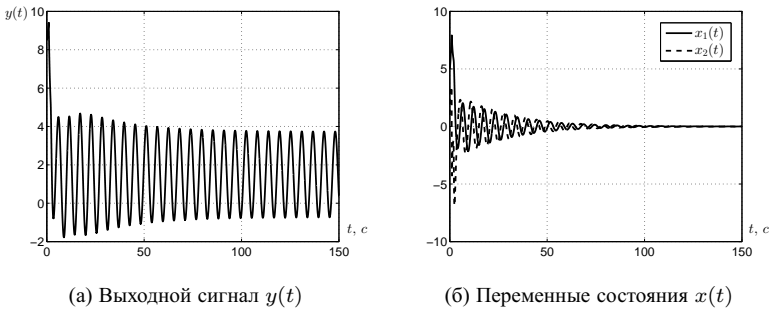 y(t)
10
8
6
4
2
0
−2
0
50
100
150
t, c
10
5
0
−5
−10
0
50
100
150
t, c
x₁(t)
x₂(t)
(а) Выходной сигнал y(t)
(б) Переменные состояния x(t)